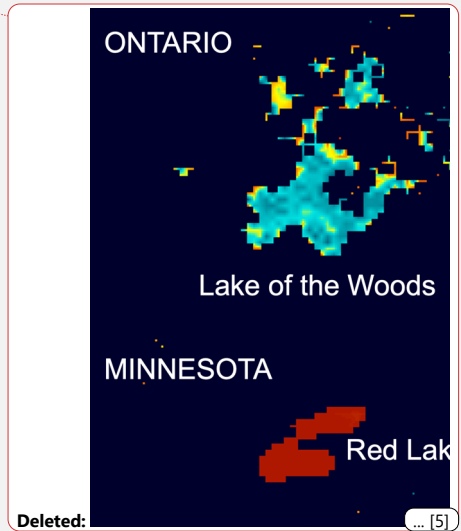 ONTARIO
Lake of the Woods
MINNESOTA
Red Lak
Deleted:
... [5]